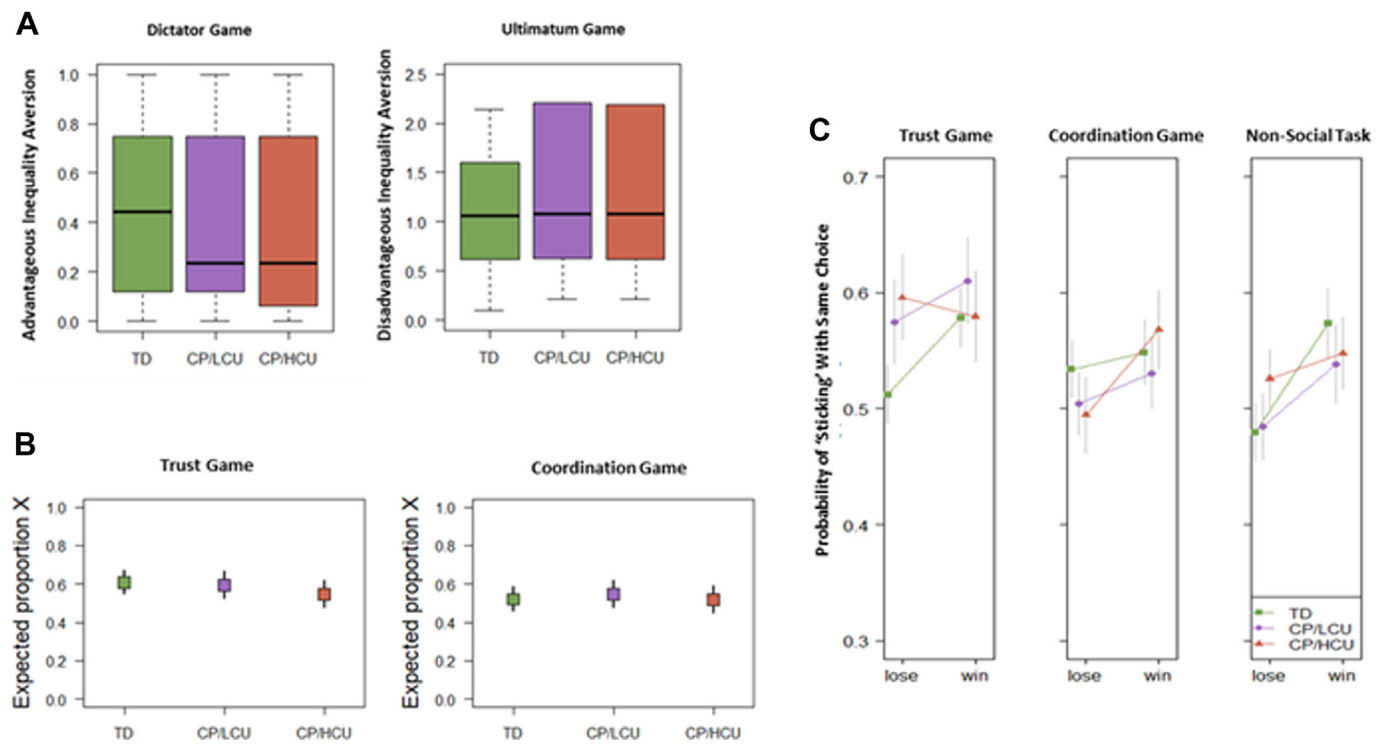 A
Dictator Game
Advantageous Inequality Aversion
1.0
0.8
0.6
0.4
0.2
0.0
TD CP/LCU CP/HCU
Ultimatum Game
Disadvantageous Inequality Aversion
2.5
2.0
1.5
1.0
0.5
0.0
TD CP/LCU CP/HCU
B
Trust Game
Expected proportion X
1.0
0.8
0.6
0.4
0.2
0.0
TD CP/LCU CP/HCU
Coordination Game
Expected proportion X
1.0
0.8
0.6
0.4
0.2
0.0
TD CP/LCU CP/HCU
C
Trust Game Coordination Game Non-Social Task
Probability of 'Sticking' With Same Choice
0.7
0.6
0.5
0.4
0.3
TD
CP/LCU
CP/HCU
lose win lose win lose win